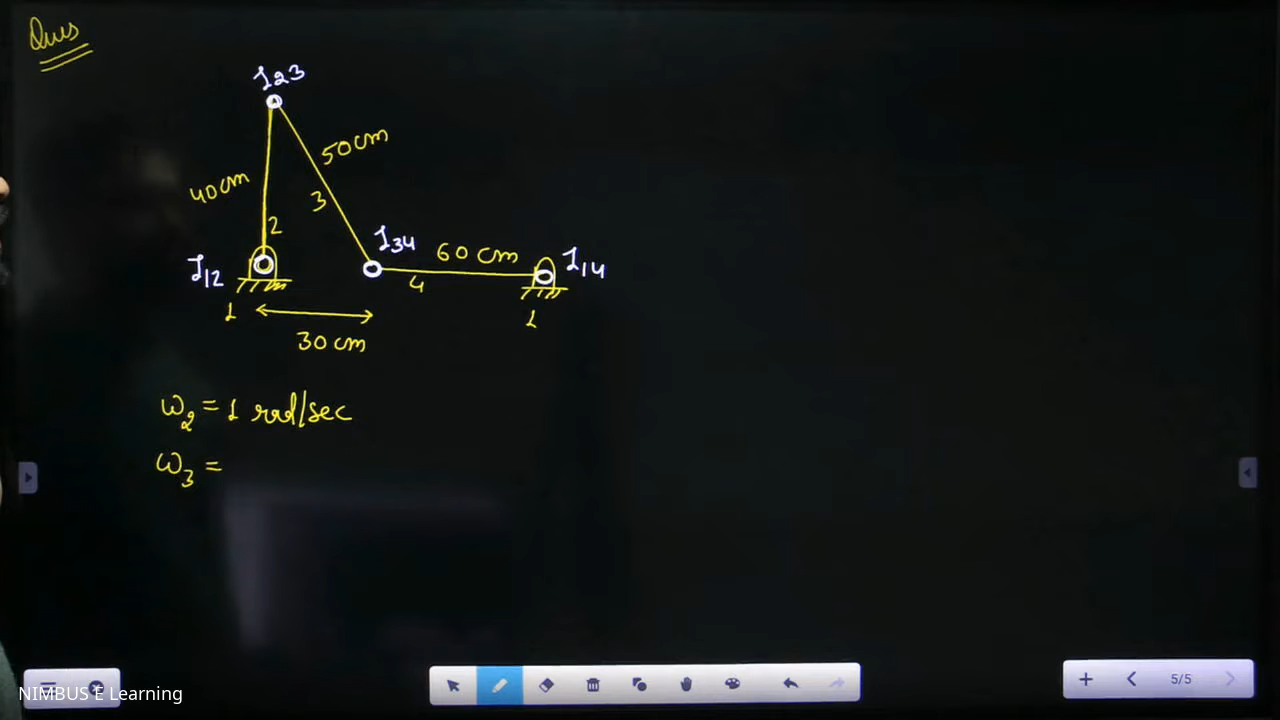 Ques
I23
50cm
40cm
3
2
I34
60 cm
I14
I12
4
1
1
30 cm
ω2 = 1 rad/sec
ω3 =
5/5
NIMBUS E Learning